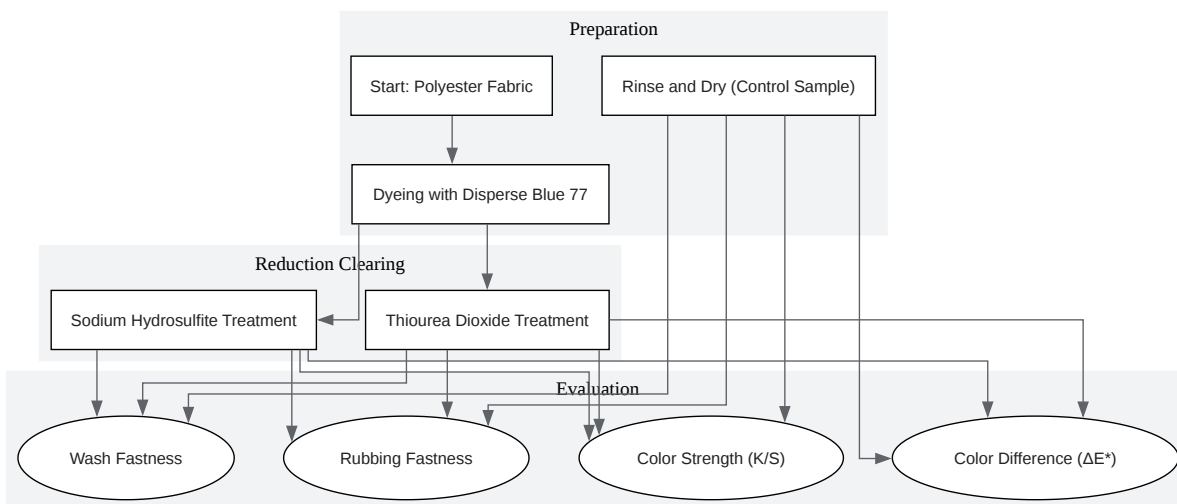 Preparation
Start: Polyester Fabric
Rinse and Dry (Control Sample)
Dyeing with Disperse Blue 77
Reduction Clearing
Sodium Hydrosulfite Treatment
Thiourea Dioxide Treatment
Evaluation
Wash Fastness
Rubbing Fastness
Color Strength (K/S)
Color Difference (ΔE*)